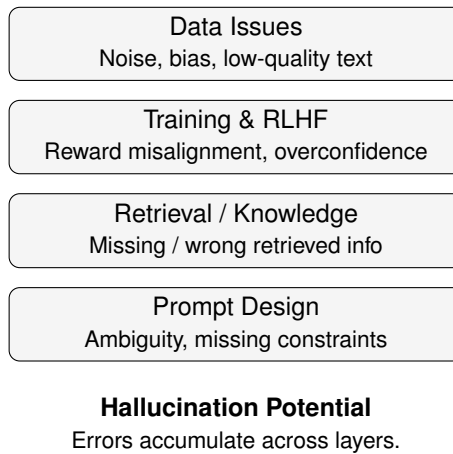 Data Issues
Noise, bias, low-quality text
Training & RLHF
Reward misalignment, overconfidence
Retrieval / Knowledge
Missing / wrong retrieved info
Prompt Design
Ambiguity, missing constraints
Hallucination Potential
Errors accumulate across layers.